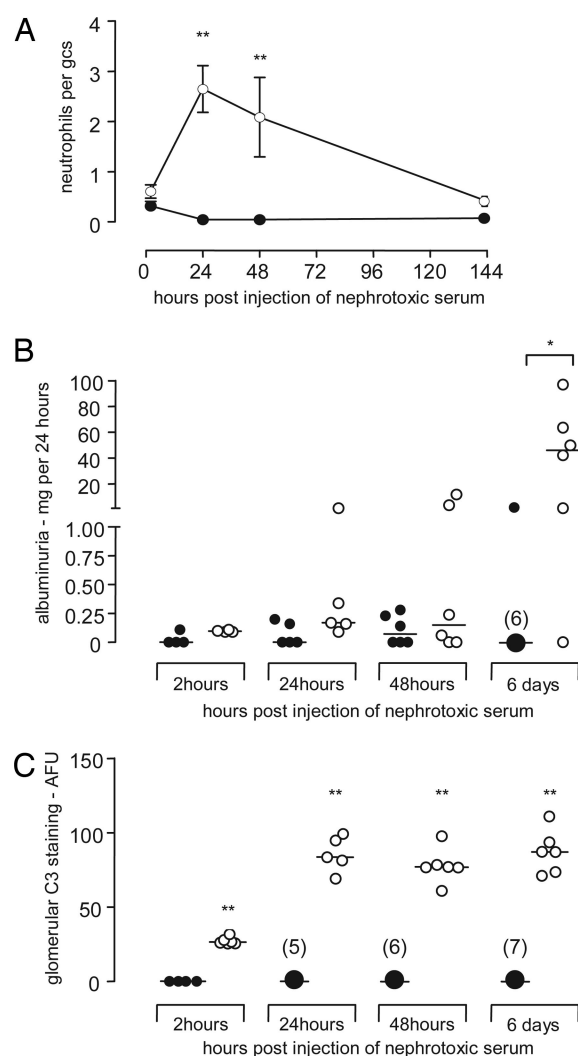 A
neutrophils per gcs
4
3
2
1
0
** **
0 24 48 72 96 120 144
hours post injection of nephrotoxic serum
B
albuminuria - mg per 24 hours
*
100
80
60
40
20
1.00
0.75
0.50
0.25
0
(6)
2hours 24hours 48hours 6 days
hours post injection of nephrotoxic serum
C
glomerular C3 staining - AFU
150
100
50
0
** ** ** **
(5) (6) (7)
2hours 24hours 48hours 6 days
hours post injection of nephrotoxic serum